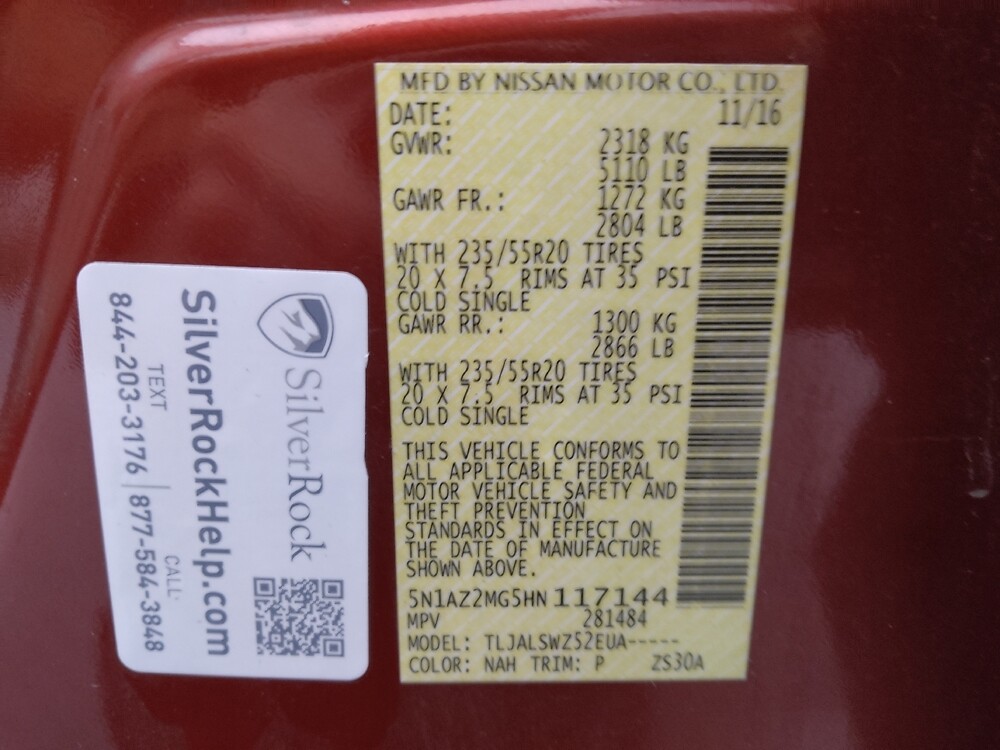 MFD BY NISSAN MOTOR CO., LTD.
DATE: 11/16
GVWR: 2318 KG
5110 LB
GAWR FR.: 1272 KG
2804 LB
WITH 235/55R20 TIRES
20 X 7.5 RIMS AT 35 PSI
COLD SINGLE
GAWR RR.: 1300 KG
2866 LB
WITH 235/55R20 TIRES
20 X 7.5 RIMS AT 35 PSI
COLD SINGLE
THIS VEHICLE CONFORMS TO
ALL APPLICABLE FEDERAL
MOTOR VEHICLE SAFETY AND
THEFT PREVENTION
STANDARDS IN EFFECT ON
THE DATE OF MANUFACTURE
SHOWN ABOVE.
5N1AZ2MG5HN 117144
MPV 281484
MODEL: TLJALSWZ52EUA-----
COLOR: NAH TRIM: P ZS30A
SilverRock
SilverRockHelp.com
TEXT CALL
844-203-3176 | 877-584-3848